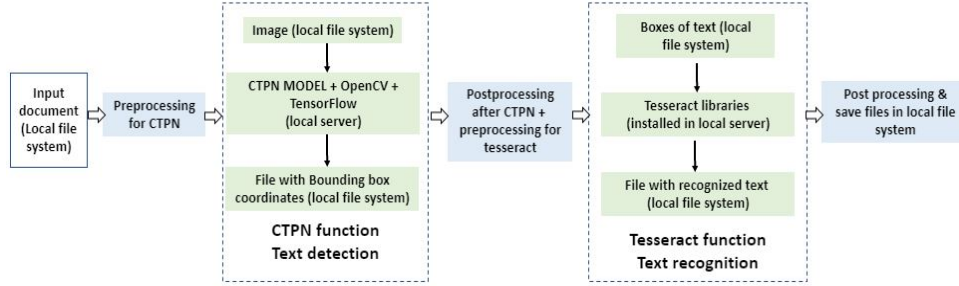 Input
document
(Local file
system)
Preprocessing
for CTPN
Image (local file system)
CTPN MODEL + OpenCV +
TensorFlow
(local server)
File with Bounding box
coordinates (local file system)
CTPN function
Text detection
Postprocessing
after CTPN +
preprocessing for
tesseract
Boxes of text (local
file system)
Tesseract libraries
(installed in local server)
File with recognized text
(local file system)
Tesseract function
Text recognition
Post processing &
save files in local file
system